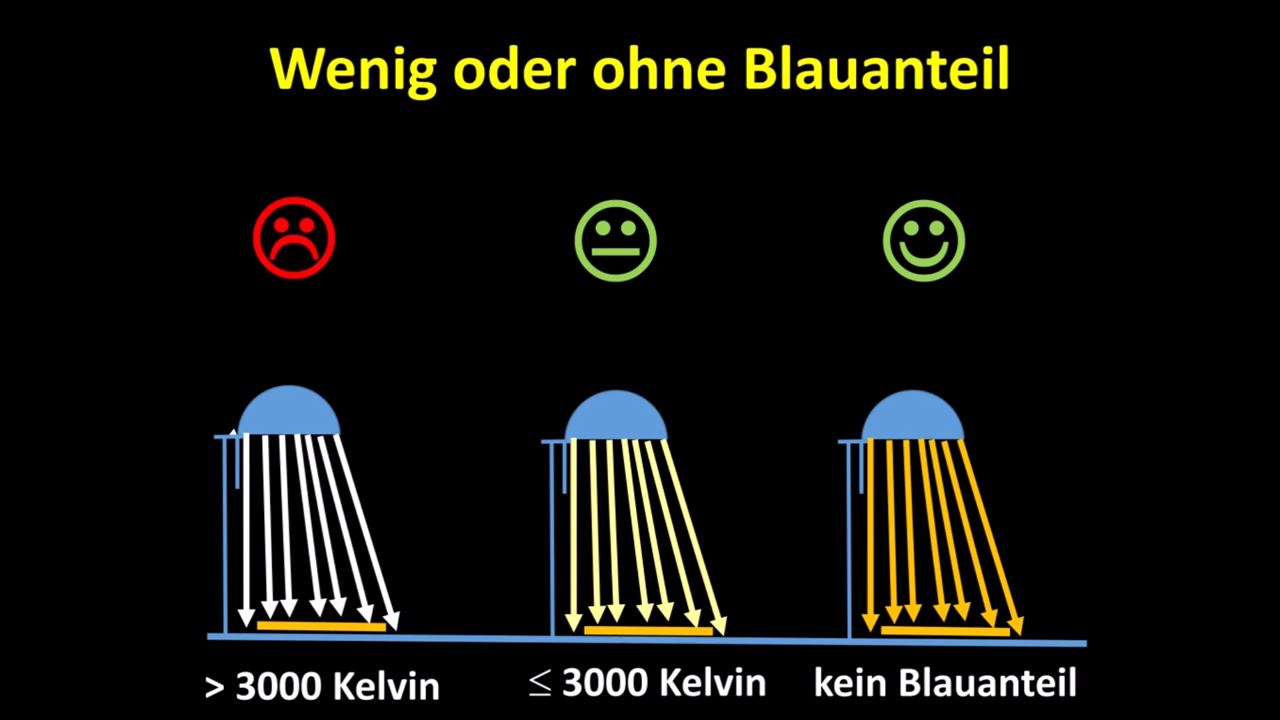 Wenig oder ohne Blauanteil
> 3000 Kelvin
≤ 3000 Kelvin
kein Blauanteil